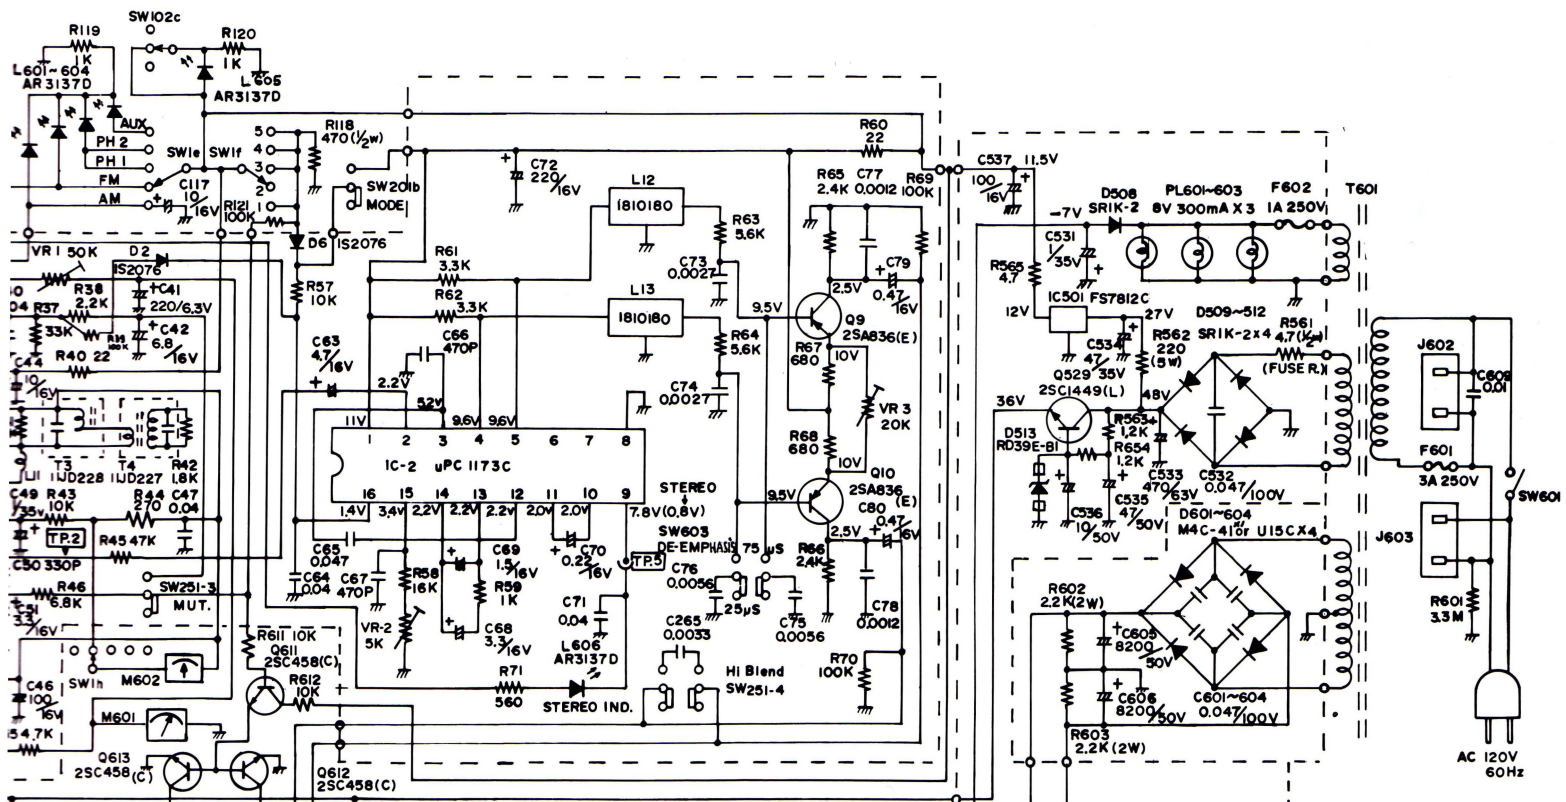 SW102c
R119
1K
R120
1K
L601~604
AR3137D
L605
AR3137D
AUX
PH 2
PH 1
FM
AM
SW1e
SW1f
5
4
3
2
1
C117
10/16V
R121
100K
R118
470(½w)
SW201b
MODE
D6
1S2076
VR1 50K
D2
1S2076
R38
2.2K
R37
33K
C41
220/6.3V
C42
6.8/16V
R40 22
C44
10/16V
R57
10K
T3
1WD228
T4
1WD227
R42
1.8K
C49
35v
R43
10K
R44
270
C47
0.04
TP.2
C50 330P
R45 47K
R46
6.8K
SW251-3
MUT.
C51
3.3/16V
SW1h
M602
C46
100/16V
M601
4.7K
R611 10K
Q611
2SC458(C)
R612
10K
Q613
2SC458(C)
Q612
2SC458(C)
C72
220/16V
L12
1810180
L13
1810180
R61
3.3K
R62
3.3K
C66
470P
C63
4.7/16V
2.2V
5.2V
11V
9.6V
9.6V
1 2 3 4 5 6 7 8
IC-2 uPC 1173C
16 15 14 13 12 11 10 9
1.4V
3.4V
2.2V
2.2V
2.2V
2.0V
2.0V
7.8V(0.8V)
STEREO
C65
0.047
C64
0.04
C67
470P
R58
16K
VR-2
5K
C69
1.5/16V
R59
1K
C68
3.3/16V
C70
0.22/16V
TP.5
C71
0.04
L606
AR3137D
R71
560
STEREO IND.
R63
5.6K
C73
0.0027
R64
5.6K
C74
0.0027
SW603
DE-EMPHASIS
75 µS
25µS
C76
0.0056
C75
0.0056
C265
0.0033
Hi Blend
SW251-4
R60
22
R65
2.4K
C77
0.0012
R69
100K
C79
0.47/16V
2.5V
9.5V
Q9
2SA836(E)
10V
R67
680
VR 3
20K
R68
680
10V
Q10
2SA836
(E)
9.5V
2.5V
C80
0.47
R66
2.4K
C78
0.0012
R70
100K
C537
100/16V
11.5V
-7V
D508
SR1K-2
PL601~603
8V 300mA X 3
F602
1A 250V
T601
C531
1/35V
R565
4.7
IC501
FS7812C
12V
27V
C534
47/35V
R562
220
(5W)
D509~512
SR1K-2x4
R561
(FUSE R.)
Q529
2SC1449(L)
36V
48V
D513
RD39E-B1
R563
1.2K
R654
1.2K
C533
470/63V
C532
0.047/100V
C535
47/50V
C536
10/50V
D601~604
M4C-41 or U15C X4
R602
2.2K(2W)
C605
8200/50V
C606
8200/50V
R603
2.2K (2W)
C601~604
0.047/100V
J602
C609
0.01
F601
3A 250V
SW601
J603
R601
3.3M
AC 120V
60Hz